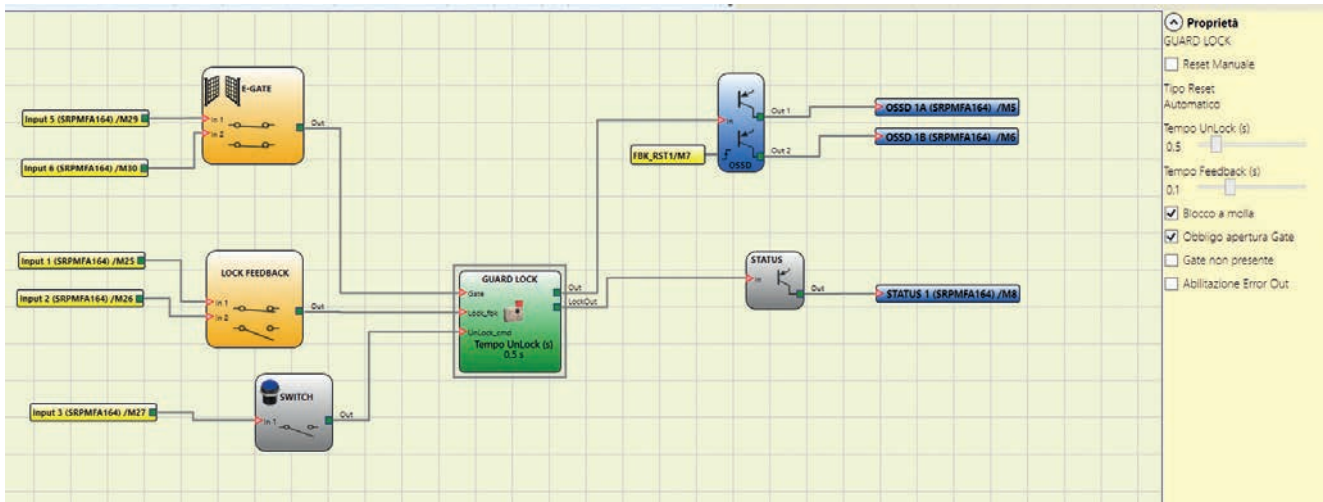 E-GATE
Input 5 (SRPMFA164) /M29
In 1
In 2
Out
Input 6 (SRPMFA164) /M30
In
Out 1
Out 2
OSSD
FBK_RST1/M7
OSSD 1A (SRPMFA164) /M5
OSSD 1B (SRPMFA164) /M6
LOCK FEEDBACK
Input 1 (SRPMFA164) /M25
Input 2 (SRPMFA164) /M26
In 1
In 2
Out
GUARD LOCK
Gate
Lock_fbk
UnLock_cmd
Tempo UnLock (s)
0,5 s
Out
LockOut
STATUS
In
Out
STATUS 1 (SRPMFA164) /M8
SWITCH
Input 3 (SRPMFA164) /M27
In 1
Out
Proprietà
GUARD LOCK
Reset Manuale
Tipo Reset
Automatico
Tempo UnLock (s)
0.5
Tempo Feedback (s)
0.1
Blocco a molla
Obbligo apertura Gate
Gate non presente
Abilitazione Error Out